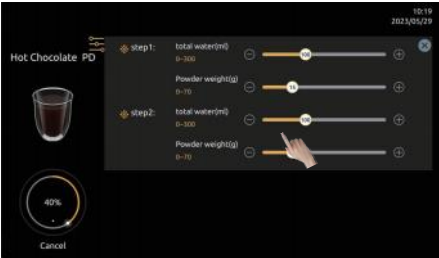 10:19
2023/05/29
Hot Chocolate PD
step1:
total water(ml)
0~300
100
Powder weight(g)
0~70
16
step2:
total water(ml)
0~300
100
Powder weight(g)
0~70
40%
Cancel